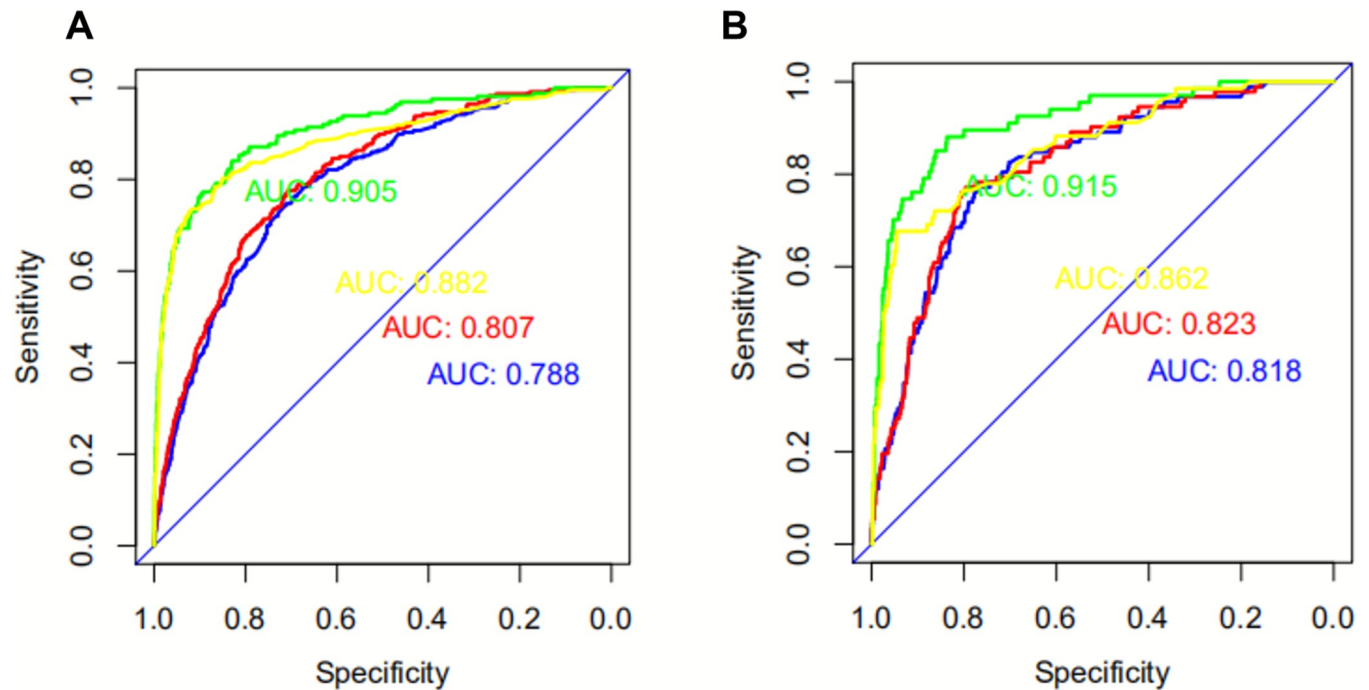 A
Sensitivity
1.0
0.8
0.6
0.4
0.2
0.0
AUC: 0.905
AUC: 0.882
AUC: 0.807
AUC: 0.788
1.0 0.8 0.6 0.4 0.2 0.0
Specificity
B
Sensitivity
1.0
0.8
0.6
0.4
0.2
0.0
AUC: 0.915
AUC: 0.862
AUC: 0.823
AUC: 0.818
1.0 0.8 0.6 0.4 0.2 0.0
Specificity